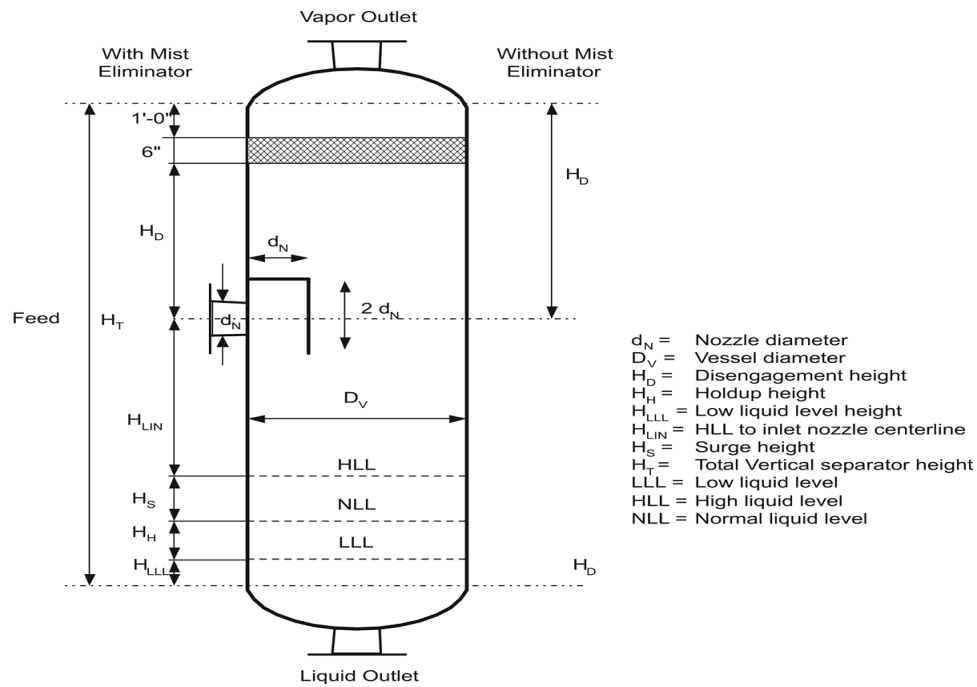 Vapor Outlet
With Mist
Eliminator
Without Mist
Eliminator
1'-0"
6"
H_D
H_D
d_N
Feed
H_T
d_N
2 d_N
H_LIN
D_V
HLL
H_S
NLL
H_H
LLL
H_LLL
H_D
Liquid Outlet
d_N = Nozzle diameter
D_V = Vessel diameter
H_D = Disengagement height
H_H = Holdup height
H_LLL = Low liquid level height
H_LIN = HLL to inlet nozzle centerline
H_S = Surge height
H_T = Total Vertical separator height
LLL = Low liquid level
HLL = High liquid level
NLL = Normal liquid level